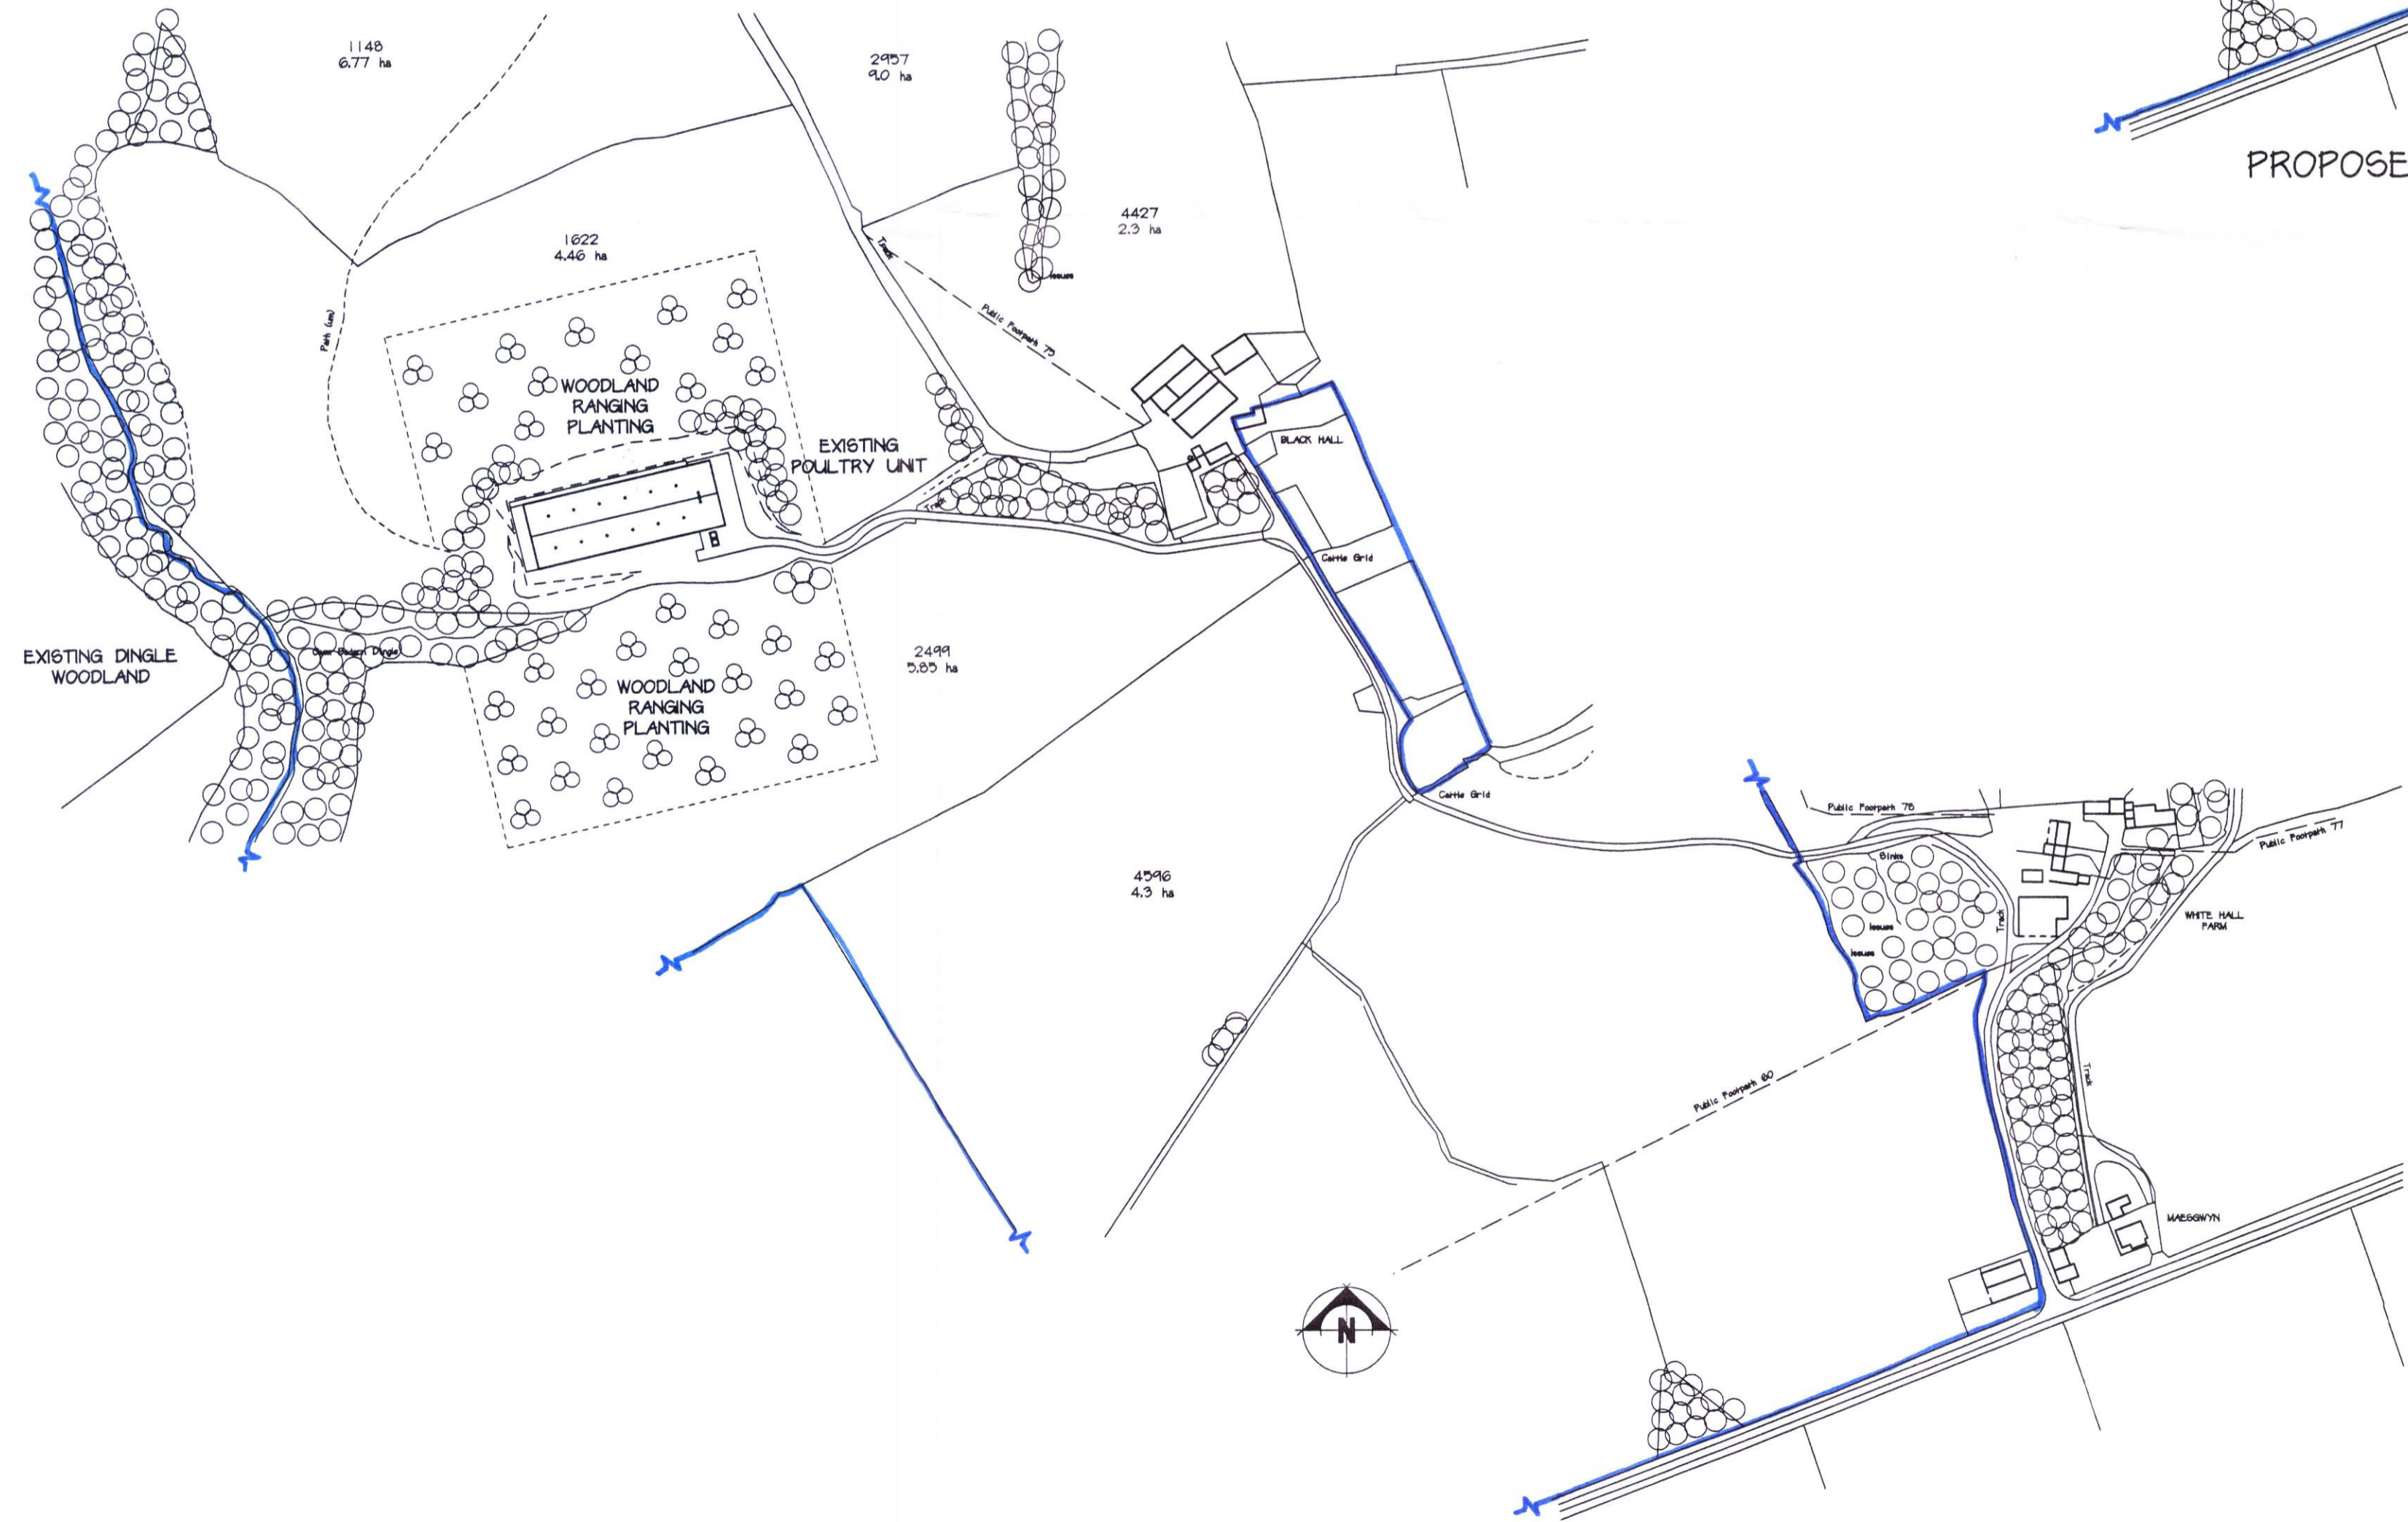 1148
6.77 ha
2957
9.0 ha
PROPOSE
4427
2.3 ha
1622
4.46 ha
Track
Issues
Path (um)
Public Footpath 75
WOODLAND
RANGING
PLANTING
EXISTING
POULTRY UNIT
BLACK HALL
Track
Cattle Grid
EXISTING DINGLE
WOODLAND
Dingle
2499
5.85 ha
WOODLAND
RANGING
PLANTING
Cattle Grid
Public Footpath 78
Public Footpath 77
Sinks
4596
4.3 ha
Issues
Track
WHITE HALL
FARM
Issues
Public Footpath 60
Track
MAESGWYN
N